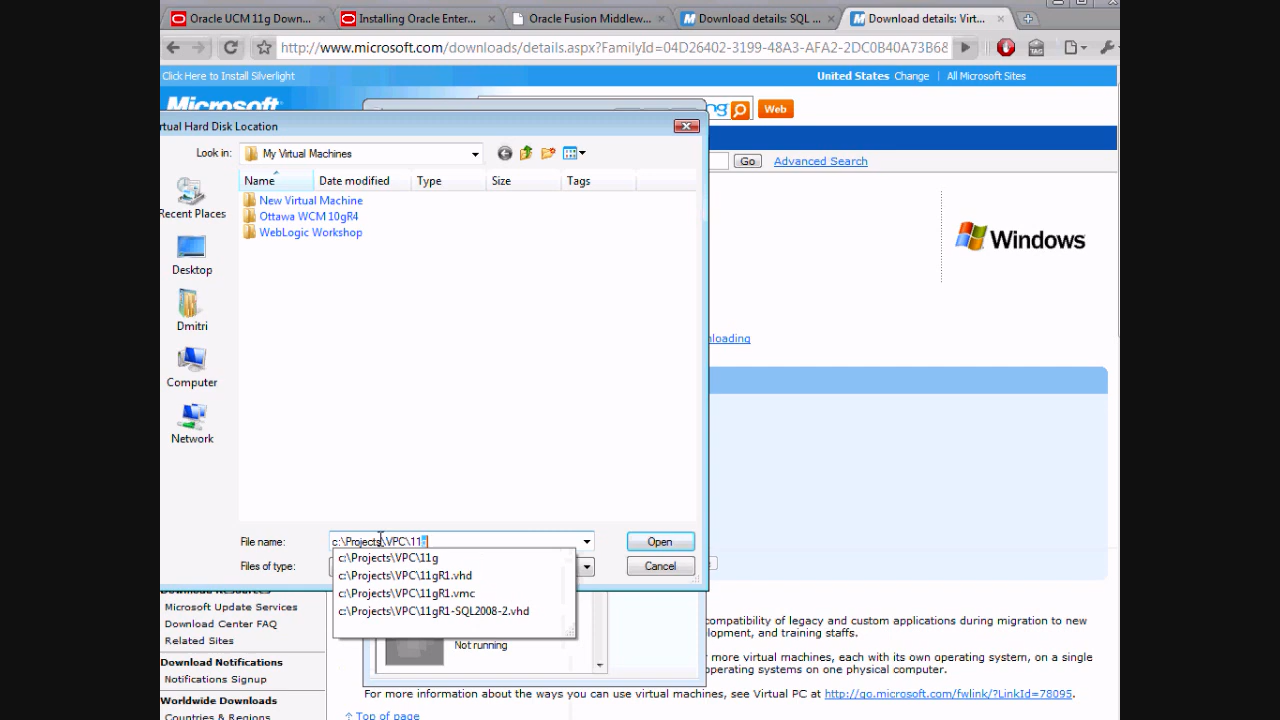 Oracle UCM 11g Down...
Installing Oracle Enter...
Oracle Fusion Middlew...
Download details: SQL ...
Download details: Virt...
http://www.microsoft.com/downloads/details.aspx?FamilyId=04D26402-3199-48A3-AFA2-2DC0B40A73B6&
TAG
Click Here to Install Silverlight
United States Change | All Microsoft Sites
Microsoft
ng
Web
rtual Hard Disk Location
Look in:
My Virtual Machines
Go
Advanced Search
Name
Date modified
Type
Size
Tags
New Virtual Machine
Ottawa WCM 10gR4
WebLogic Workshop
Recent Places
Desktop
Dmitri
Computer
Network
Windows
nloading
File name:
c:\Projects\VPC\11
Open
c:\Projects\VPC\11g
Files of type:
Cancel
c:\Projects\VPC\11gR1.vhd
c:\Projects\VPC\11gR1.vmc
c:\Projects\VPC\11gR1-SQL2008-2.vhd
Related Resources
Microsoft Update Services
Download Center FAQ
Related Sites
Download Notifications
Notifications Signup
Worldwide Downloads
Countries & Regions
Not running
compatibility of legacy and custom applications during migration to new
lopment, and training staffs.
r more virtual machines, each with its own operating system, on a single
operating systems on one physical computer.
For more information about the ways you can use virtual machines, see Virtual PC at http://go.microsoft.com/fwlink/?LinkId=78095.
Top of page